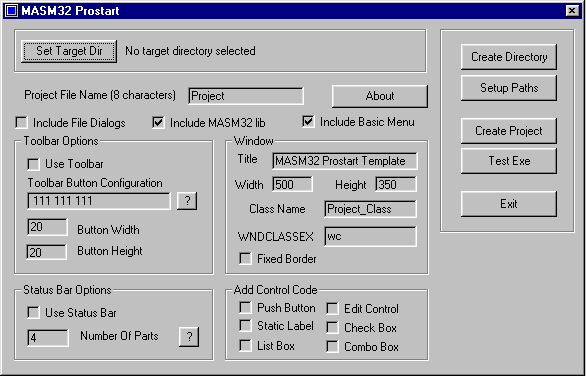 MASM32 Prostart
Set Target Dir No target directory selected
Project File Name (8 characters) Project About
Include File Dialogs Include MASM32 lib Include Basic Menu
Toolbar Options
Use Toolbar
Toolbar Button Configuration
111 111 111 ?
20 Button Width
20 Button Height
Window
Title MASM32 Prostart Template
Width 500 Height 350
Class Name Project_Class
WNDCLASSEX wc
Fixed Border
Status Bar Options
Use Status Bar
4 Number Of Parts ?
Add Control Code
Push Button Edit Control
Static Label Check Box
List Box Combo Box
Create Directory
Setup Paths
Create Project
Test Exe
Exit